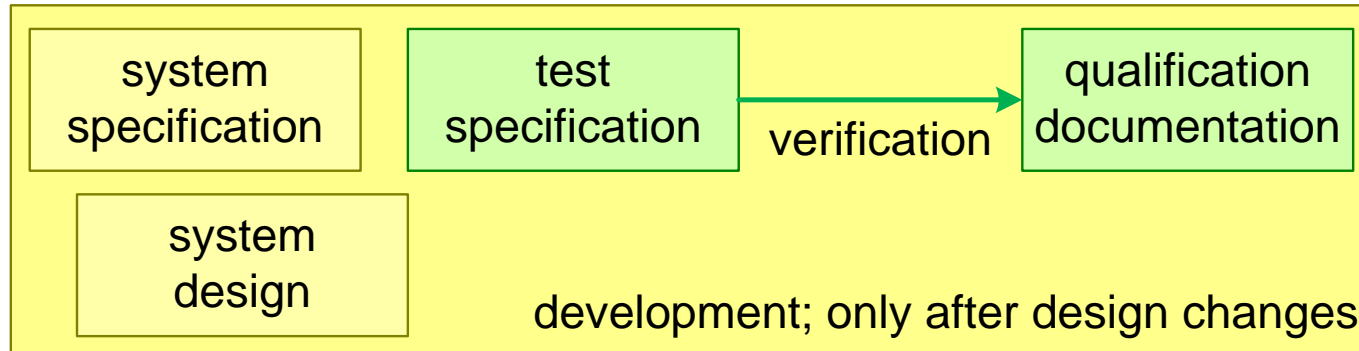 system
specification
test
specification
verification
qualification
documentation
system
design
development; only after design changes